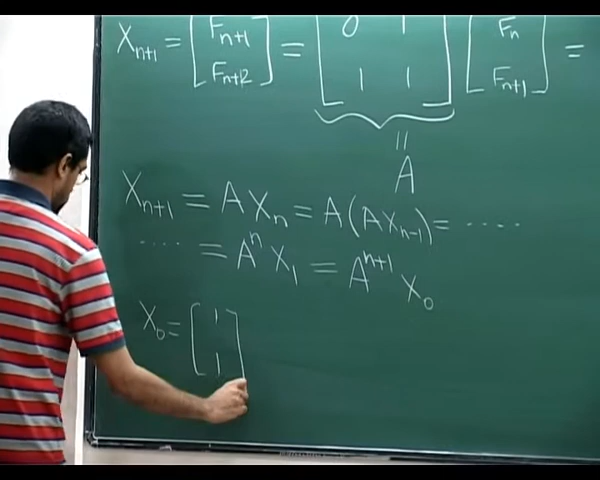 X_{n+1} = [F_{n+1} F_{n+2}] = [0 1 1 1] [F_n F_{n+1}] =
=
A
X_{n+1} = A X_n = A(A X_{n-1}) = .....
.... = A^n X_1 = A^{n+1} X_0
X_0 = [1 1]